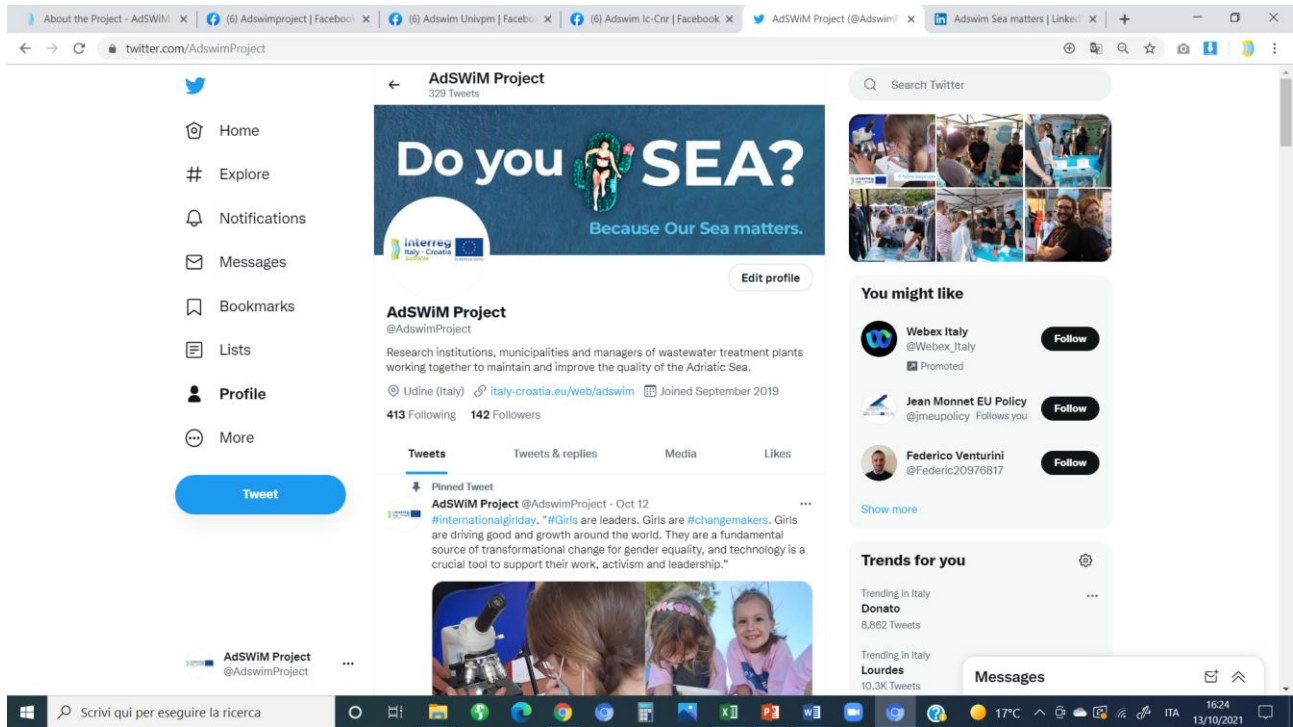 About the Project - AdSWiM
(6) Adswimproject | Facebook
(6) Adswim Univpm | Facebo
(6) Adswim Ic-Cnr | Facebook
AdSWiM Project (@AdswimP
Adswim Sea matters | Linked
twitter.com/AdswimProject
Home
Explore
Notifications
Messages
Bookmarks
Lists
Profile
More
Tweet
AdSWiM Project
@AdswimProject
AdSWiM Project
329 Tweets
Do you SEA?
Because Our Sea matters.
Interreg
Italy - Croatia
AdSWiM
EUROPEAN UNION
Edit profile
AdSWiM Project
@AdswimProject
Research institutions, municipalities and managers of wastewater treatment plants
working together to maintain and improve the quality of the Adriatic Sea.
Udine (Italy) italy-croatia.eu/web/adswim Joined September 2019
413 Following 142 Followers
Tweets Tweets & replies Media Likes
Pinned Tweet
AdSWiM Project @AdswimProject · Oct 12
#internationalgirlday. "#Girls are leaders. Girls are #changemakers. Girls
are driving good and growth around the world. They are a fundamental
source of transformational change for gender equality, and technology is a
crucial tool to support their work, activism and leadership."
Search Twitter
You might like
Webex Italy
@Webex_Italy
Promoted
Follow
Jean Monnet EU Policy
@jmeupolicy Follows you
Follow
Federico Venturini
@Federic20976817
Follow
Show more
Trends for you
Trending in Italy
Donato
8,862 Tweets
Trending in Italy
Lourdes
10.3K Tweets
Messages
Scrivi qui per eseguire la ricerca
17°C
ITA
16:24
13/10/2021